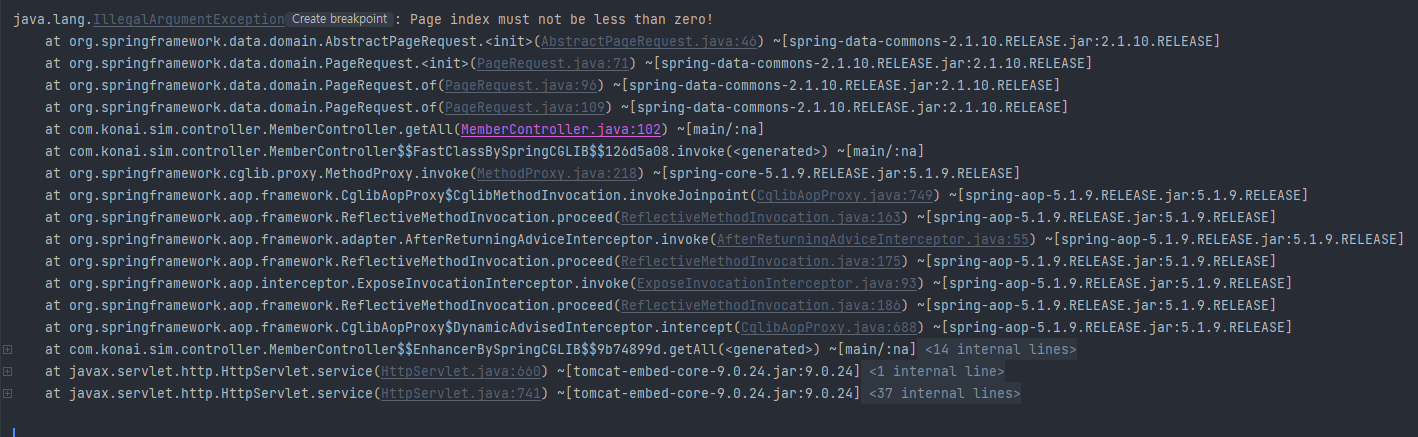 java.lang.IllegalArgumentException Create breakpoint : Page index must not be less than zero!
at org.springframework.data.domain.AbstractPageRequest.<init>(AbstractPageRequest.java:46) ~[spring-data-commons-2.1.10.RELEASE.jar:2.1.10.RELEASE]
at org.springframework.data.domain.PageRequest.<init>(PageRequest.java:71) ~[spring-data-commons-2.1.10.RELEASE.jar:2.1.10.RELEASE]
at org.springframework.data.domain.PageRequest.of(PageRequest.java:96) ~[spring-data-commons-2.1.10.RELEASE.jar:2.1.10.RELEASE]
at org.springframework.data.domain.PageRequest.of(PageRequest.java:109) ~[spring-data-commons-2.1.10.RELEASE.jar:2.1.10.RELEASE]
at com.konai.sim.controller.MemberController.getAll(MemberController.java:102) ~[main/:na]
at com.konai.sim.controller.MemberController$$FastClassBySpringCGLIB$$126d5a08.invoke(<generated>) ~[main/:na]
at org.springframework.cglib.proxy.MethodProxy.invoke(MethodProxy.java:218) ~[spring-core-5.1.9.RELEASE.jar:5.1.9.RELEASE]
at org.springframework.aop.framework.CglibAopProxy$CglibMethodInvocation.invokeJoinpoint(CglibAopProxy.java:749) ~[spring-aop-5.1.9.RELEASE.jar:5.1.9.RELEASE]
at org.springframework.aop.framework.ReflectiveMethodInvocation.proceed(ReflectiveMethodInvocation.java:163) ~[spring-aop-5.1.9.RELEASE.jar:5.1.9.RELEASE]
at org.springframework.aop.framework.adapter.AfterReturningAdviceInterceptor.invoke(AfterReturningAdviceInterceptor.java:55) ~[spring-aop-5.1.9.RELEASE.jar:5.1.9.RELEASE]
at org.springframework.aop.framework.ReflectiveMethodInvocation.proceed(ReflectiveMethodInvocation.java:175) ~[spring-aop-5.1.9.RELEASE.jar:5.1.9.RELEASE]
at org.springframework.aop.interceptor.ExposeInvocationInterceptor.invoke(ExposeInvocationInterceptor.java:93) ~[spring-aop-5.1.9.RELEASE.jar:5.1.9.RELEASE]
at org.springframework.aop.framework.ReflectiveMethodInvocation.proceed(ReflectiveMethodInvocation.java:186) ~[spring-aop-5.1.9.RELEASE.jar:5.1.9.RELEASE]
at org.springframework.aop.framework.CglibAopProxy$DynamicAdvisedInterceptor.intercept(CglibAopProxy.java:688) ~[spring-aop-5.1.9.RELEASE.jar:5.1.9.RELEASE]
at com.konai.sim.controller.MemberController$$EnhancerBySpringCGLIB$$9b74899d.getAll(<generated>) ~[main/:na] <14 internal lines>
at javax.servlet.http.HttpServlet.service(HttpServlet.java:660) ~[tomcat-embed-core-9.0.24.jar:9.0.24] <1 internal line>
at javax.servlet.http.HttpServlet.service(HttpServlet.java:741) ~[tomcat-embed-core-9.0.24.jar:9.0.24] <37 internal lines>